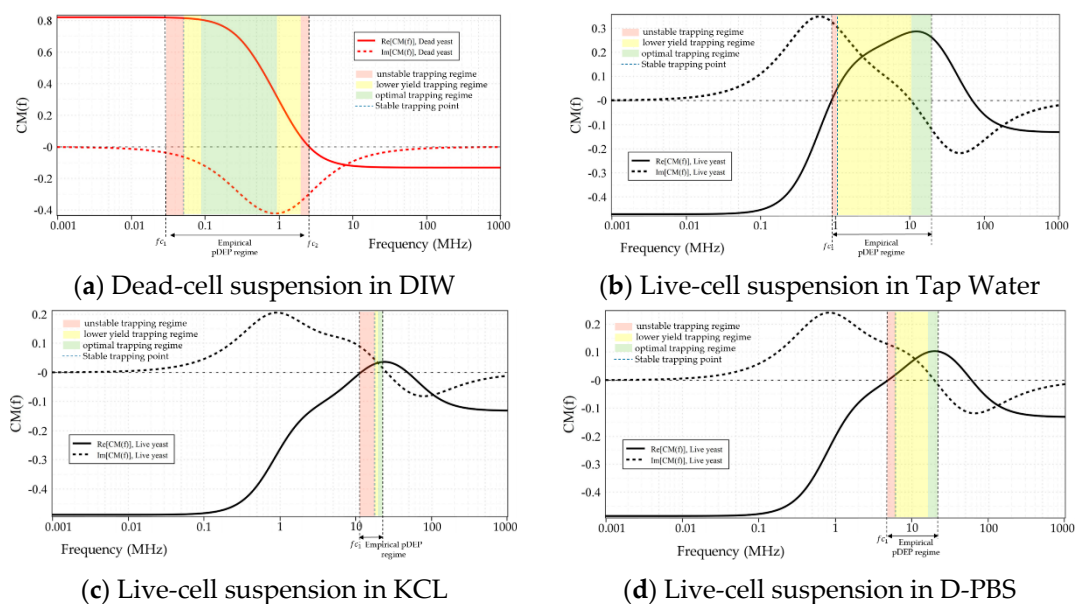 0.8
0.6
0.4
0.2
-0
-0.2
-0.4
CM(f)
Re[CM(f)], Dead yeast
Im[CM(f)], Dead yeast
unstable trapping regime
lower yield trapping regime
optimal trapping regime
Stable trapping point
0.001
0.01
0.1
1
10
100
1000
fc1
Empirical
pDEP regime
fc2
Frequency (MHz)
(a) Dead-cell suspension in DIW
0.3
0.2
0.1
-0
-0.1
-0.2
-0.3
-0.4
CM(f)
unstable trapping regime
lower yield trapping regime
optimal trapping regime
Stable trapping point
Re[CM(f)], Live yeast
Im[CM(f)], Live yeast
0.001
0.01
0.1
1
10
100
1000
Frequency (MHz)
fc1
Empirical
pDEP regime
(b) Live-cell suspension in Tap Water
0.2
0.1
-0
-0.1
-0.2
-0.3
-0.4
CM(f)
unstable trapping regime
lower yield trapping regime
optimal trapping regime
Stable trapping point
Re[CM(f)], Live yeast
Im[CM(f)], Live yeast
0.001
0.01
0.1
1
10
100
1000
Frequency (MHz)
fc1
Empirical pDEP
regime
(c) Live-cell suspension in KCL
0.2
0.1
-0
-0.1
-0.2
-0.3
-0.4
CM(f)
unstable trapping regime
lower yield trapping regime
optimal trapping regime
Stable trapping point
Re[CM(f)], Live yeast
Im[CM(f)], Live yeast
0.001
0.01
0.1
1
10
100
1000
Frequency (MHz)
fc1
Empirical
pDEP regime
(d) Live-cell suspension in D-PBS